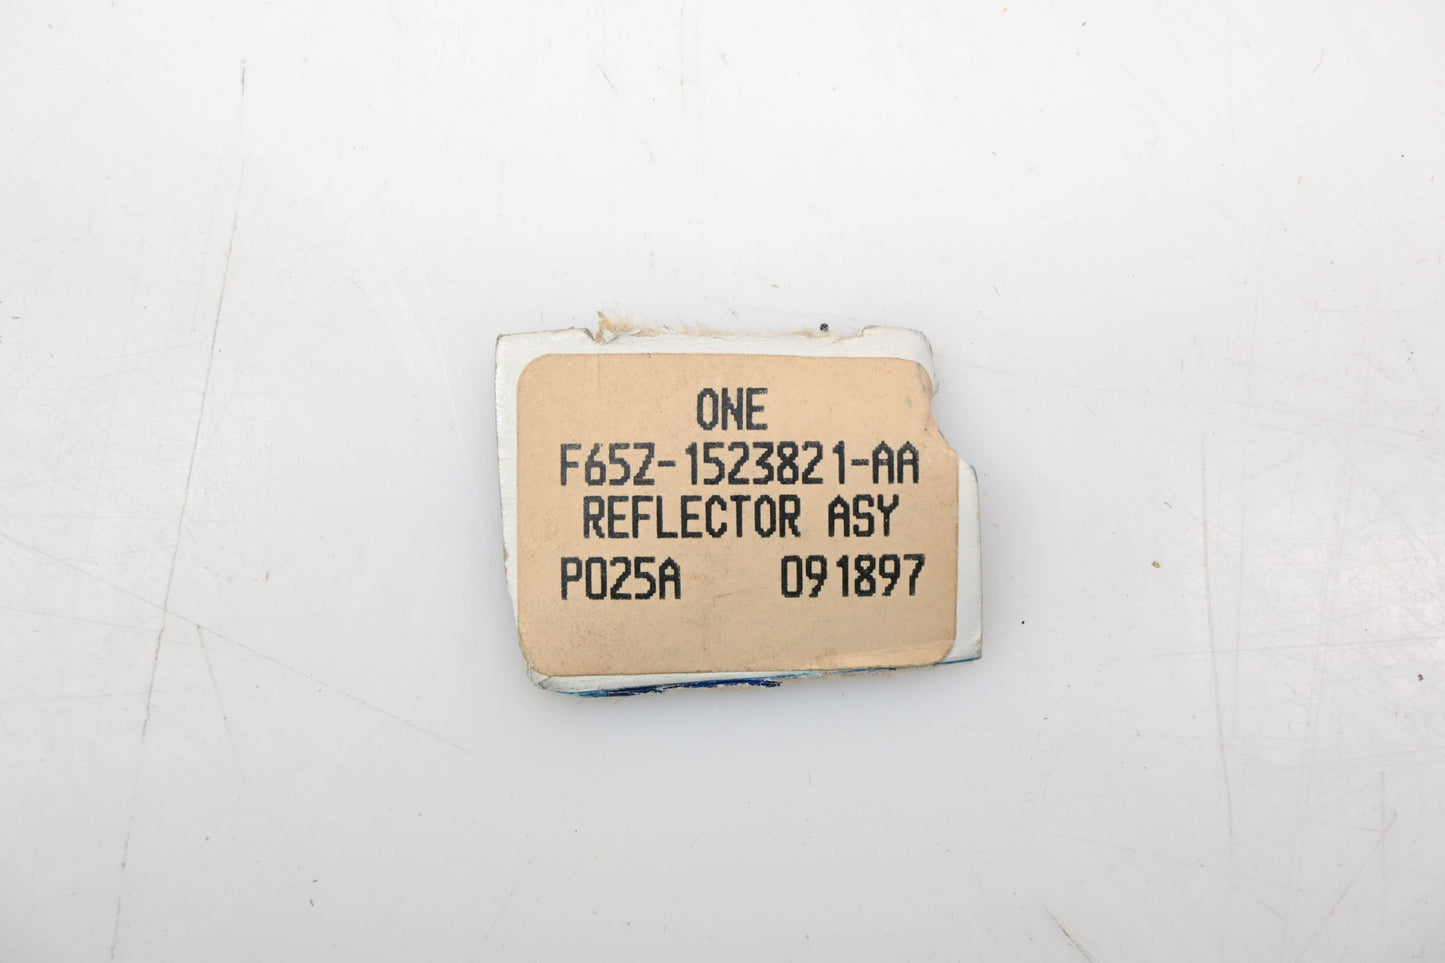 ONE
F65Z-1523821-AA
REFLECTOR ASY
P025A 091897